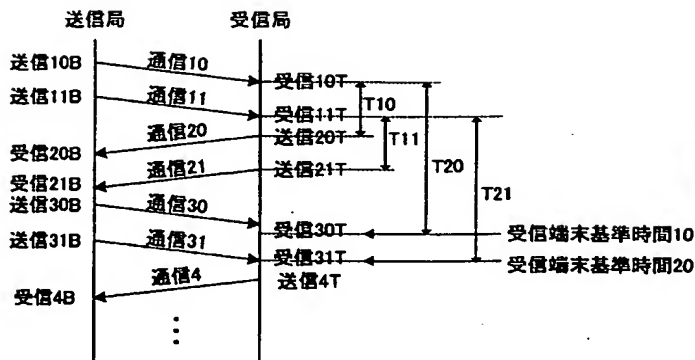 送信局
受信局
送信10B
通信10
受信10T
送信11B
通信11
受信11T
T10
通信20
送信20T
T11
受信20B
通信21
送信21T
T20
受信21B
T21
送信30B
通信30
受信30T
受信端末基準時間10
送信31B
通信31
受信31T
受信端末基準時間20
通信4
送信4T
受信4B